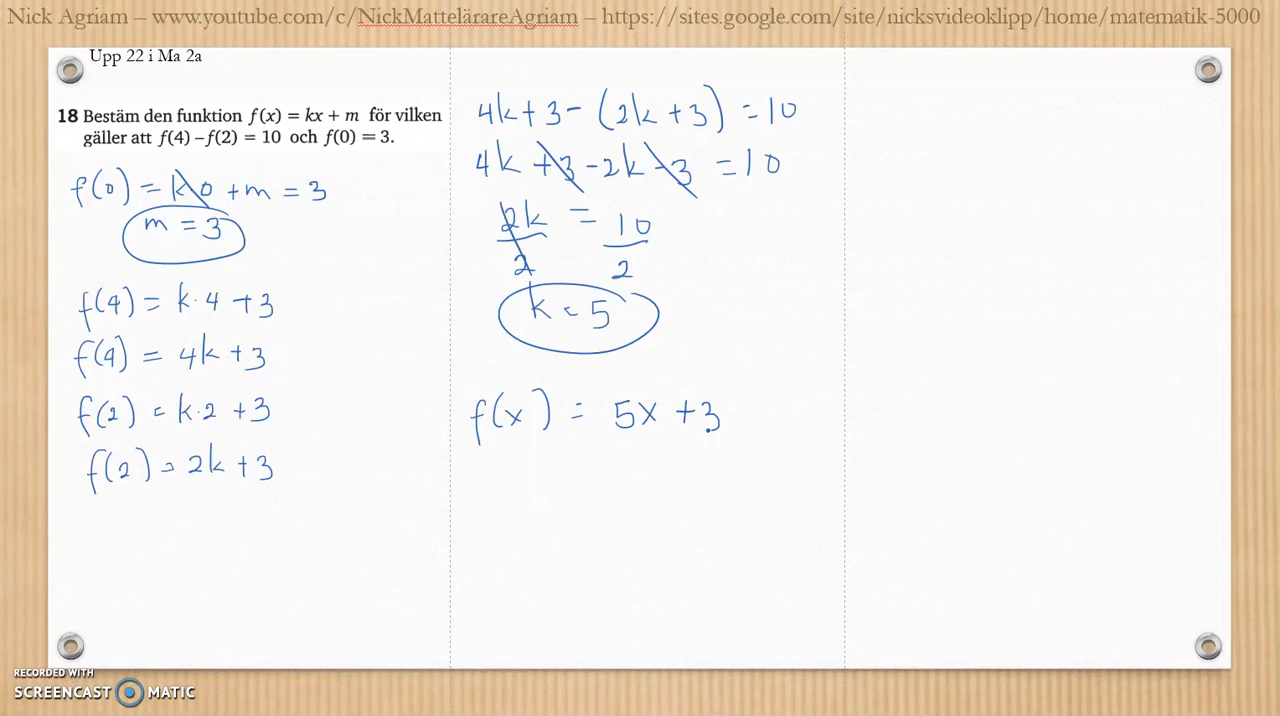 Nick Agriam – www.youtube.com/c/NickMattelärareAgriam – https://sites.google.com/site/nicksvideoklipp/home/matematik-5000
Upp 22 i Ma 2a
18 Bestäm den funktion f(x) = kx + m för vilken
gäller att f(4) – f(2) = 10 och f(0) = 3.
f(0) = k·0 + m = 3
m = 3
f(4) = k·4 + 3
f(4) = 4k + 3
f(2) = k·2 + 3
f(2) = 2k + 3
4k + 3 - (2k + 3) = 10
4k + 3 - 2k - 3 = 10
2k = 10
2 2
k = 5
f(x) = 5x + 3
RECORDED WITH
SCREENCAST MATIC